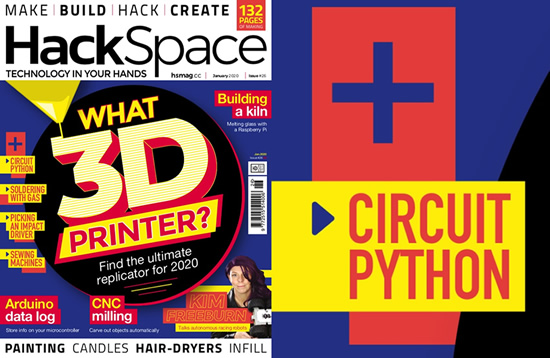 MAKE | BUILD | HACK | CREATE
132
PAGES
OF MAKING
HackSpace
TECHNOLOGY IN YOUR HANDS
hsmag.cc | January 2020 | Issue #26
WHAT
3D
PRINTER?
Find the ultimate
replicator for 2020
Building
a kiln
Melting glass with
a Raspberry Pi
+
CIRCUIT
PYTHON
SOLDERING
WITH GAS
PICKING
AN IMPACT
DRIVER
SEWING
MACHINES
Arduino
data log
Store info on your microcontroller
CNC
milling
Carve out objects automatically
KIM
FREEBURN
Talks autonomous racing robots
PAINTING CANDLES HAIR-DRYERS INFILL
+
CIRCUIT
PYTHON